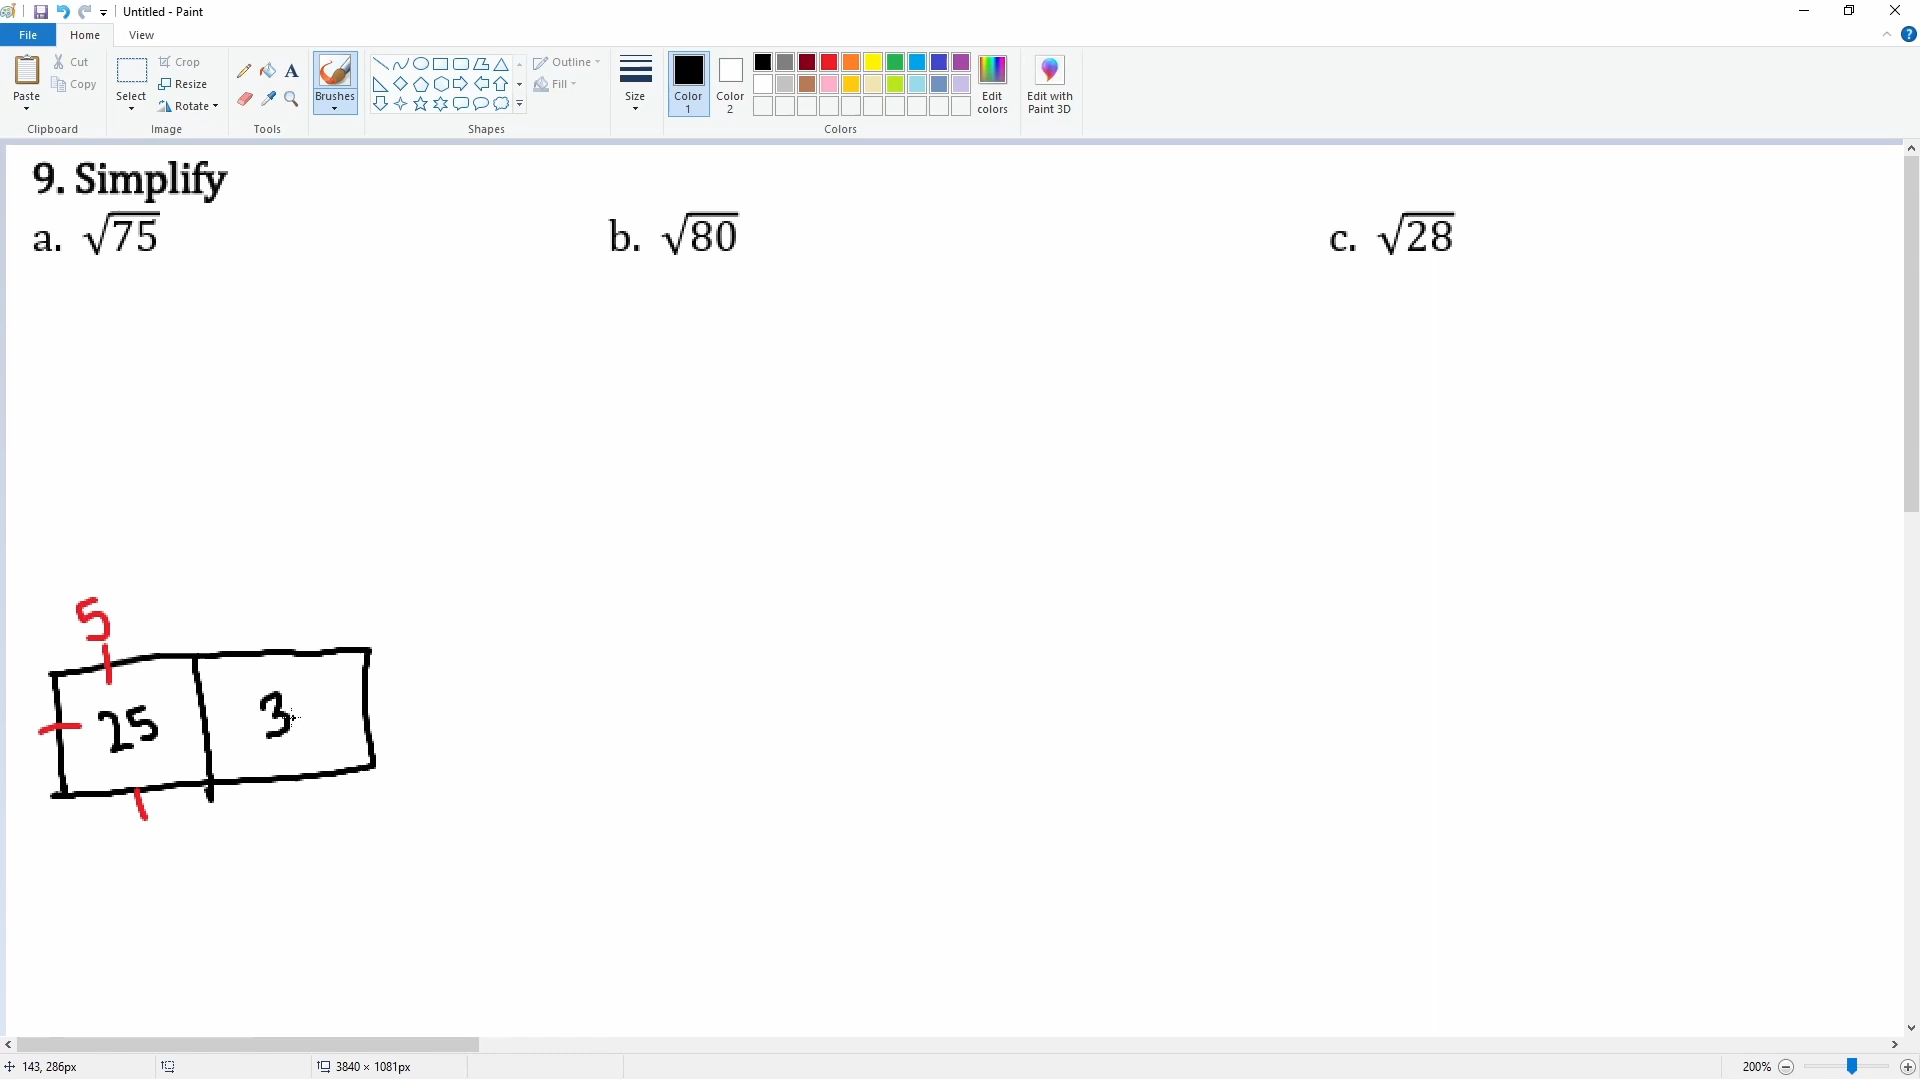 Untitled - Paint
File Home View
Paste
Cut
Copy
Clipboard
Select
Crop
Resize
Rotate
Image
A
Tools
Brushes
Shapes
Outline
Fill
Size
Color 1
Color 2
Edit colors
Colors
Edit with Paint 3D
?
9. Simplify
a. √75 b. √80 c. √28
5
25 3
143, 286px 3840 × 1081px 200%